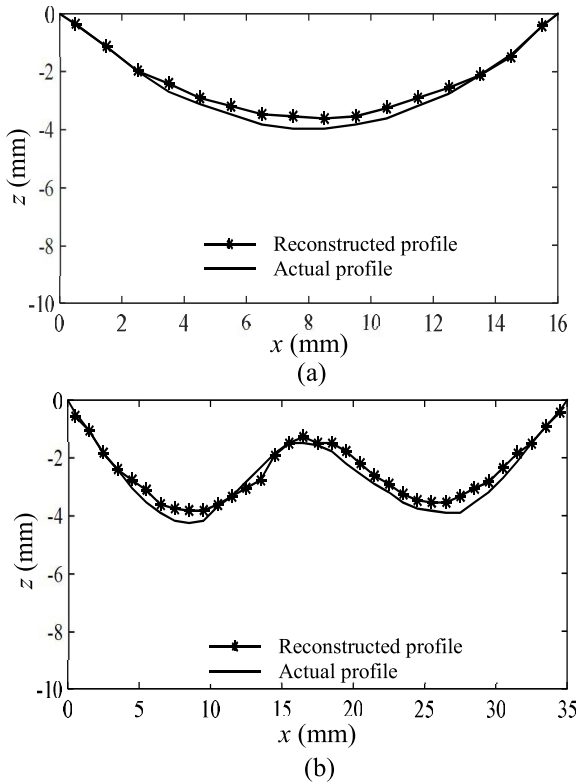 0
-2
-4
-6
-8
-10
z (mm)
Reconstructed profile
Actual profile
0 2 4 6 8 10 12 14 16
x (mm)
(a)
0
-2
-4
-6
-8
-10
z (mm)
Reconstructed profile
Actual profile
0 5 10 15 20 25 30 35
x (mm)
(b)